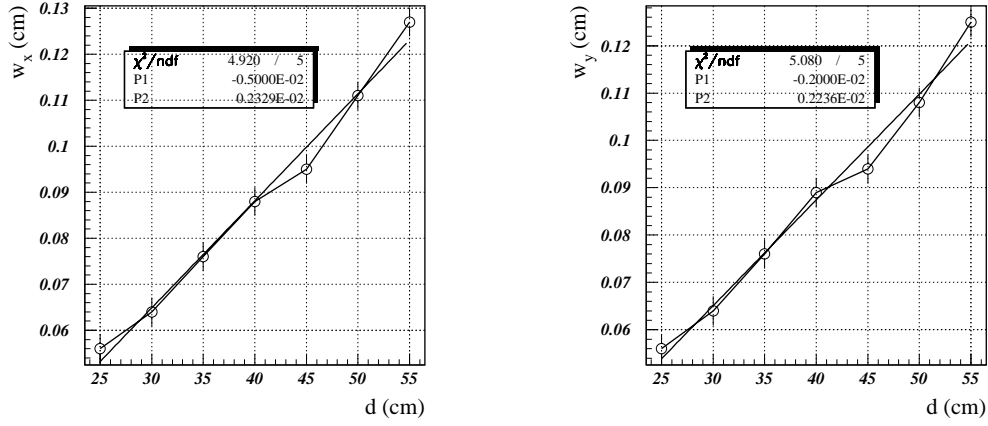 w_x (cm)
0.13
0.12
0.11
0.1
0.09
0.08
0.07
0.06
χ²/ndf 4.920 / 5
P1 -0.5000E-02
P2 0.2329E-02
25 30 35 40 45 50 55
d (cm)
w_y (cm)
0.12
0.11
0.1
0.09
0.08
0.07
0.06
χ²/ndf 5.080 / 5
P1 -0.2000E-02
P2 0.2236E-02
25 30 35 40 45 50 55
d (cm)